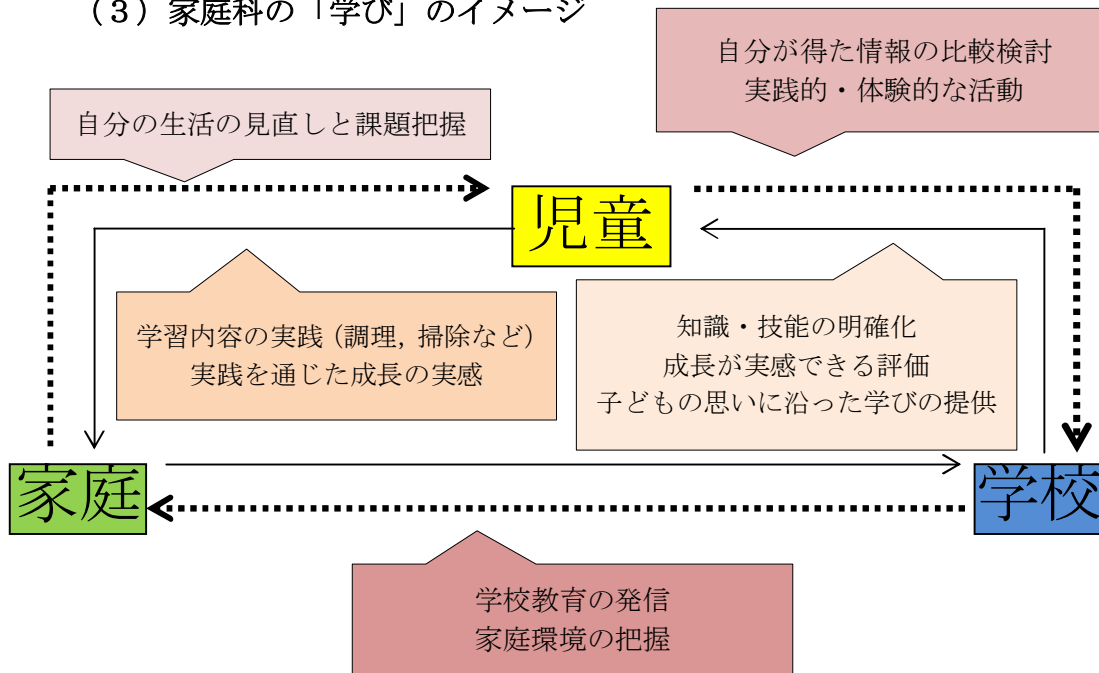 （３）家庭科の「学び」のイメージ
自分が得た情報の比較検討
実践的・体験的な活動
自分の生活の見直しと課題把握
児童
学習内容の実践（調理，掃除など）
実践を通じた成長の実感
知識・技能の明確化
成長が実感できる評価
子どもの思いに沿った学びの提供
家庭
学校
学校教育の発信
家庭環境の把握